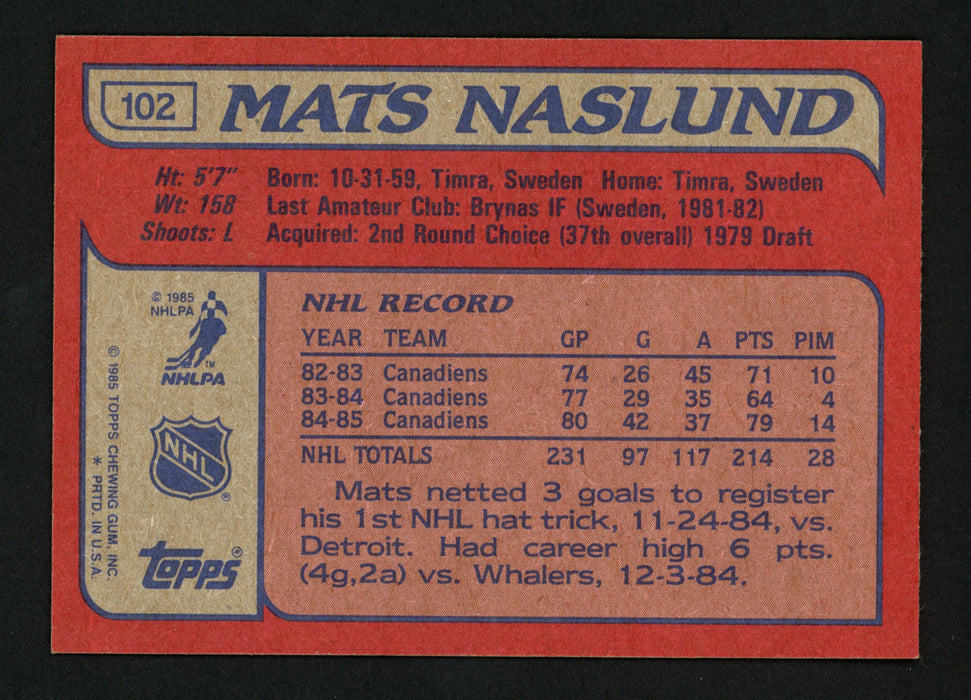 102
MATS NASLUND
Ht: 5'7" Born: 10-31-59, Timra, Sweden Home: Timra, Sweden
Wt: 158 Last Amateur Club: Brynas IF (Sweden, 1981-82)
Shoots: L Acquired: 2nd Round Choice (37th overall) 1979 Draft
© 1985
NHLPA
TM
NHLPA
NHL
®
topps®
© 1985 TOPPS CHEWING GUM, INC.
* PRTD. IN U.S.A.
NHL RECORD
YEAR TEAM GP G A PTS PIM
82-83 Canadiens 74 26 45 71 10
83-84 Canadiens 77 29 35 64 4
84-85 Canadiens 80 42 37 79 14
NHL TOTALS 231 97 117 214 28
Mats netted 3 goals to register
his 1st NHL hat trick, 11-24-84, vs.
Detroit. Had career high 6 pts.
(4g,2a) vs. Whalers, 12-3-84.